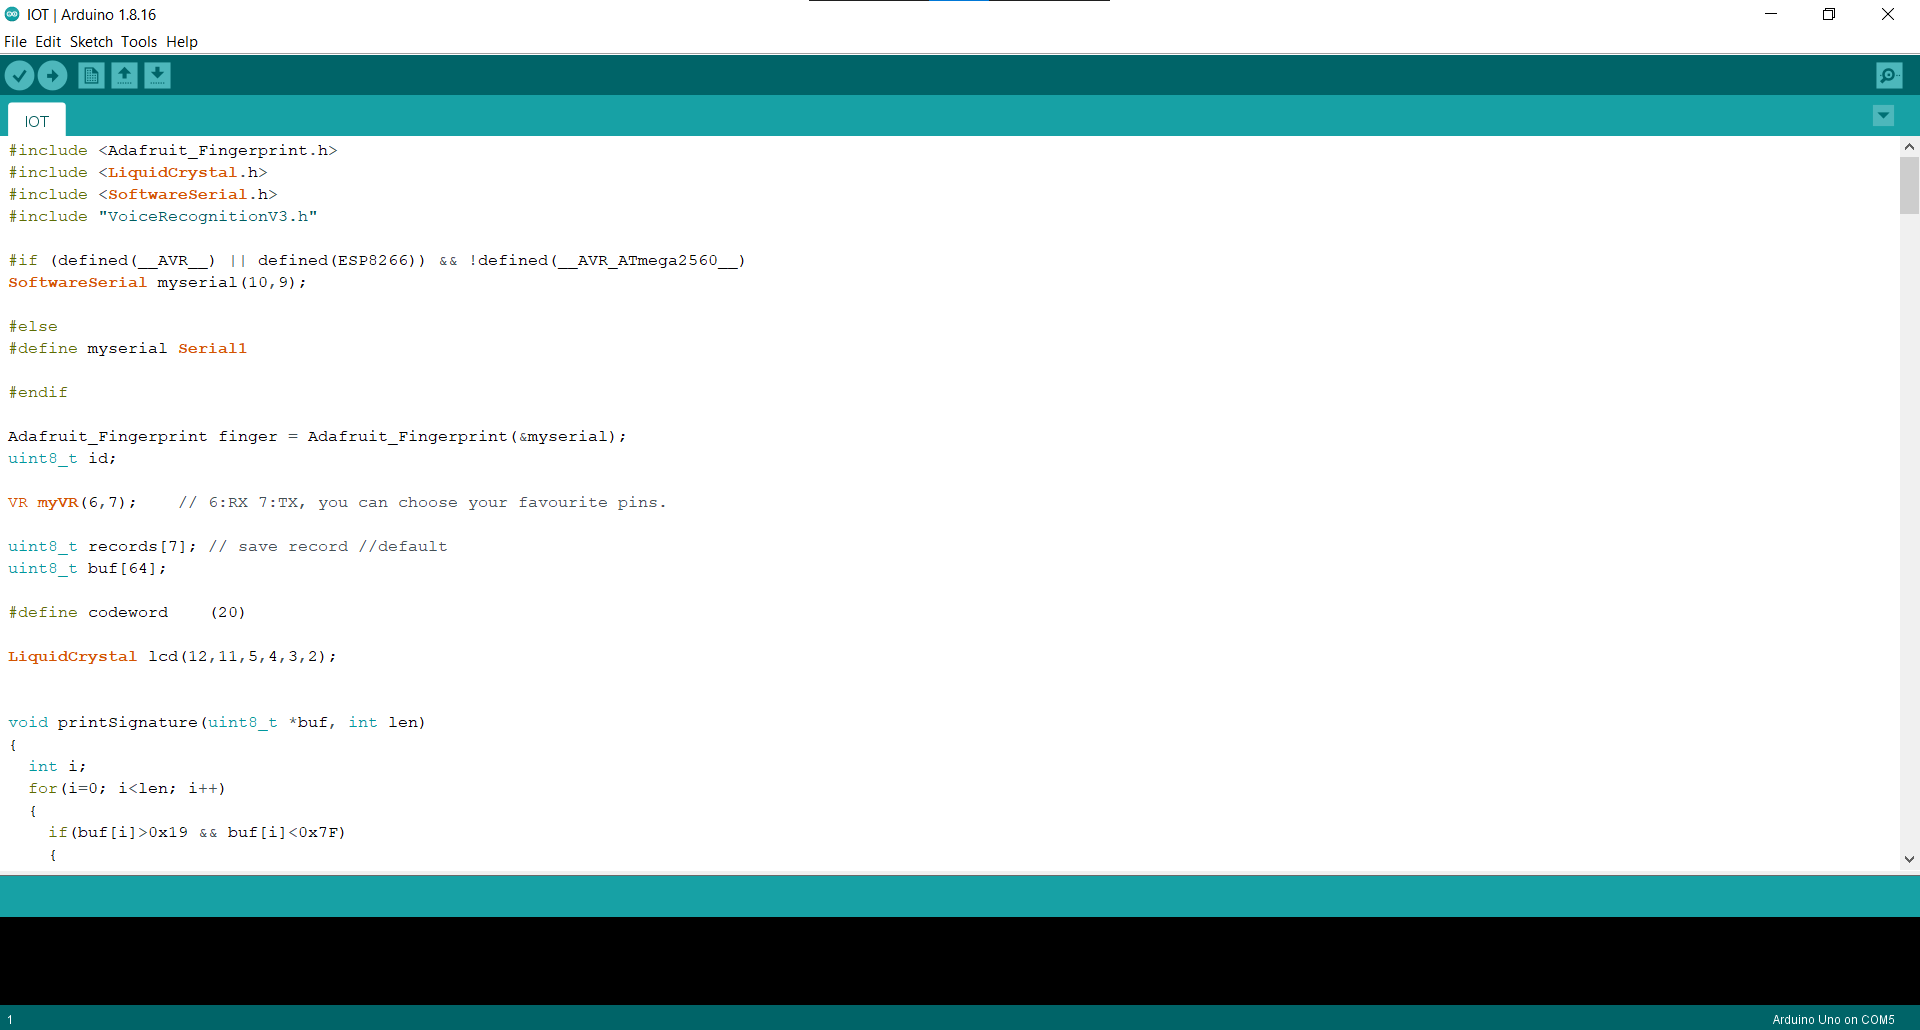 IOT | Arduino 1.8.16
File Edit Sketch Tools Help
IOT
#include <Adafruit_Fingerprint.h>
#include <LiquidCrystal.h>
#include <SoftwareSerial.h>
#include "VoiceRecognitionV3.h"
#if (defined(__AVR__) || defined(ESP8266)) && !defined(__AVR_ATmega2560__)
SoftwareSerial myserial(10,9);
#else
#define myserial Serial1
#endif
Adafruit_Fingerprint finger = Adafruit_Fingerprint(&myserial);
uint8_t id;
VR myVR(6,7);    // 6:RX 7:TX, you can choose your favourite pins.
uint8_t records[7]; // save record //default
uint8_t buf[64];
#define codeword    (20)
LiquidCrystal lcd(12,11,5,4,3,2);
void printSignature(uint8_t *buf, int len)
{
  int i;
  for(i=0; i<len; i++)
  {
    if(buf[i]>0x19 && buf[i]<0x7F)
    {
1
Arduino Uno on COM5